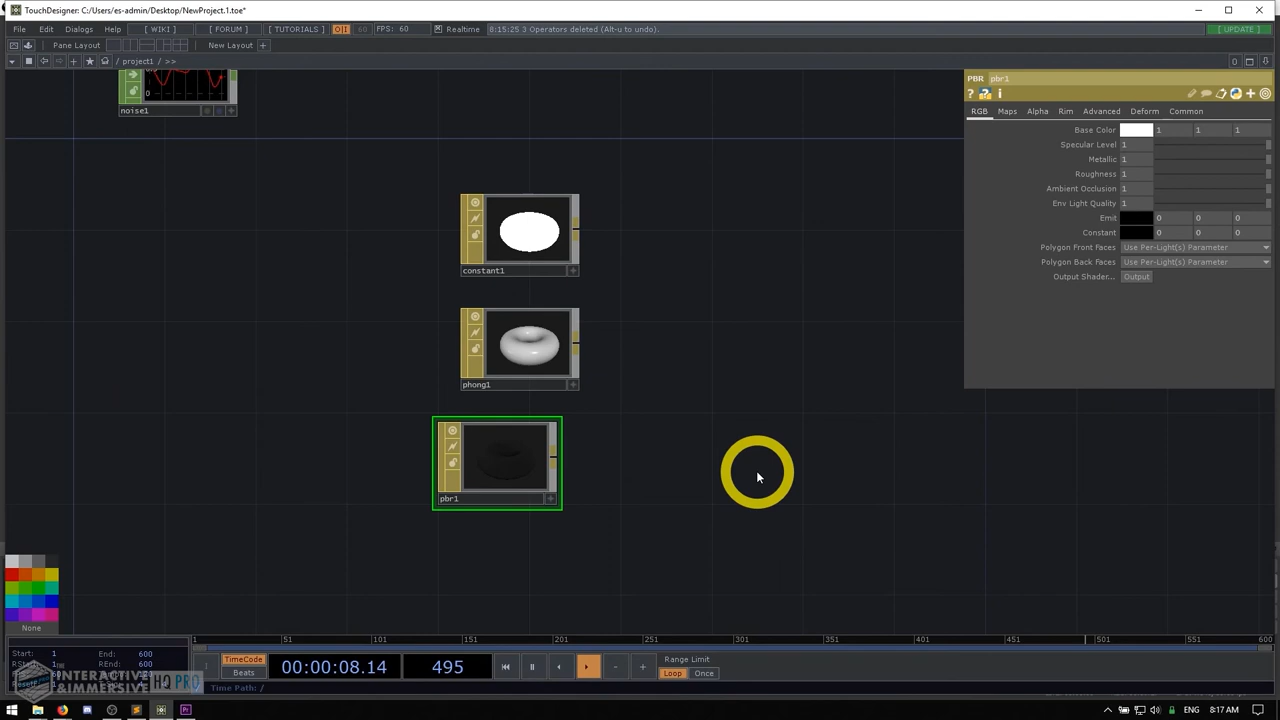 TouchDesigner: C:/Users/es-admin/Desktop/NewProject.1.toe*
File Edit Dialogs Help [ WIKI ] [ FORUM ] [ TUTORIALS ] O|I 60 FPS: 60 Realtime 8:15:25 3 Operators deleted (Alt-u to undo). [ UPDATE ]
Pane Layout New Layout +
/ project1 / >> 0
0
noise1
PBR pbr1
? i
RGB Maps Alpha Rim Advanced Deform Common
Base Color 1 1 1
Specular Level 1
Metallic 1
Roughness 1
Ambient Occlusion 1
Env Light Quality 1
Emit 0 0 0
Constant 0 0 0
Polygon Front Faces Use Per-Light(s) Parameter
Polygon Back Faces Use Per-Light(s) Parameter
Output Shader... Output
constant1
phong1
pbr1
None
1 51 101 151 201 251 301 351 401 451 501 551 600
Start: 1 End: 600
REnd: 600
TimeCode
Beats
00:00:08.14 495
Range Limit
Loop Once
Time Path: /
INTERACTIVE
& IMMERSIVE HQ PRO
ENG 8:17 AM